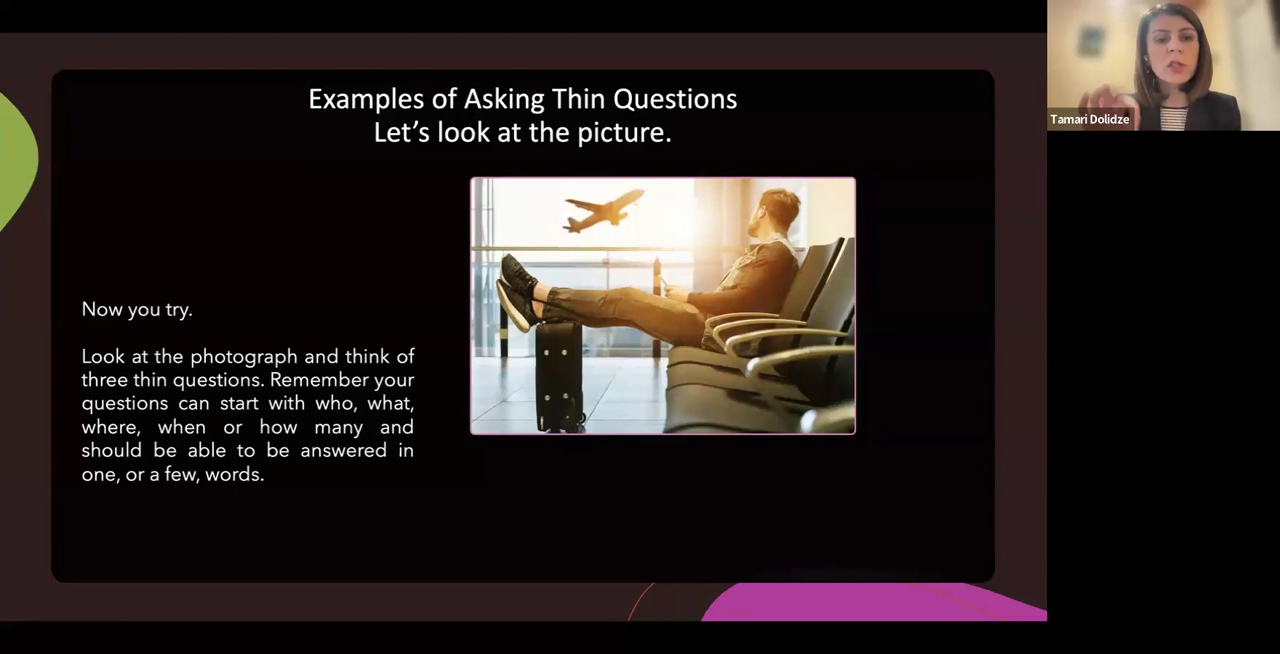 Examples of Asking Thin Questions
Let's look at the picture.
Now you try.
Look at the photograph and think of
three thin questions. Remember your
questions can start with who, what,
where, when or how many and
should be able to be answered in
one, or a few, words.
Tamari Dolidze